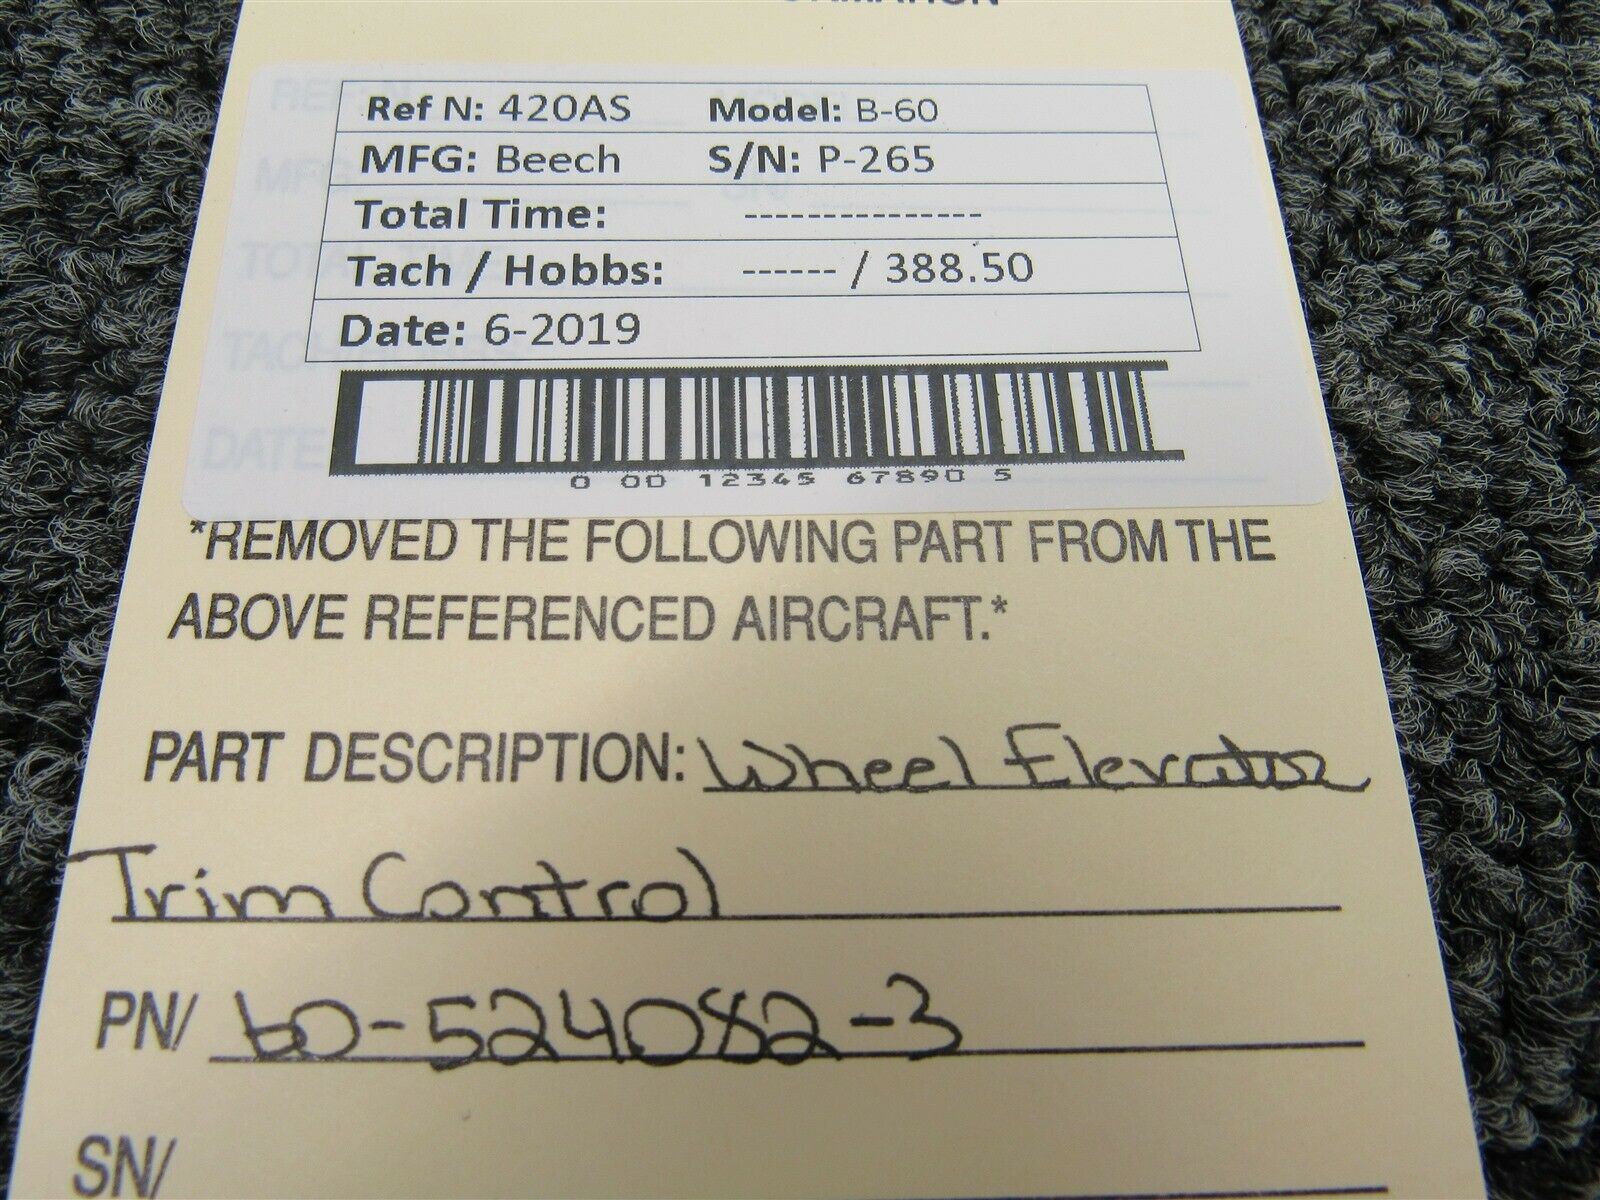 Ref N: 420AS Model: B-60
MFG: Beech S/N: P-265
Total Time: ---------------
Tach / Hobbs: ------ / 388.50
Date: 6-2019
0 00 12345 67890 5
*REMOVED THE FOLLOWING PART FROM THE
ABOVE REFERENCED AIRCRAFT.*
PART DESCRIPTION: Wheel Elevator
Trim Control
PN/ 60-524082-3
SN/